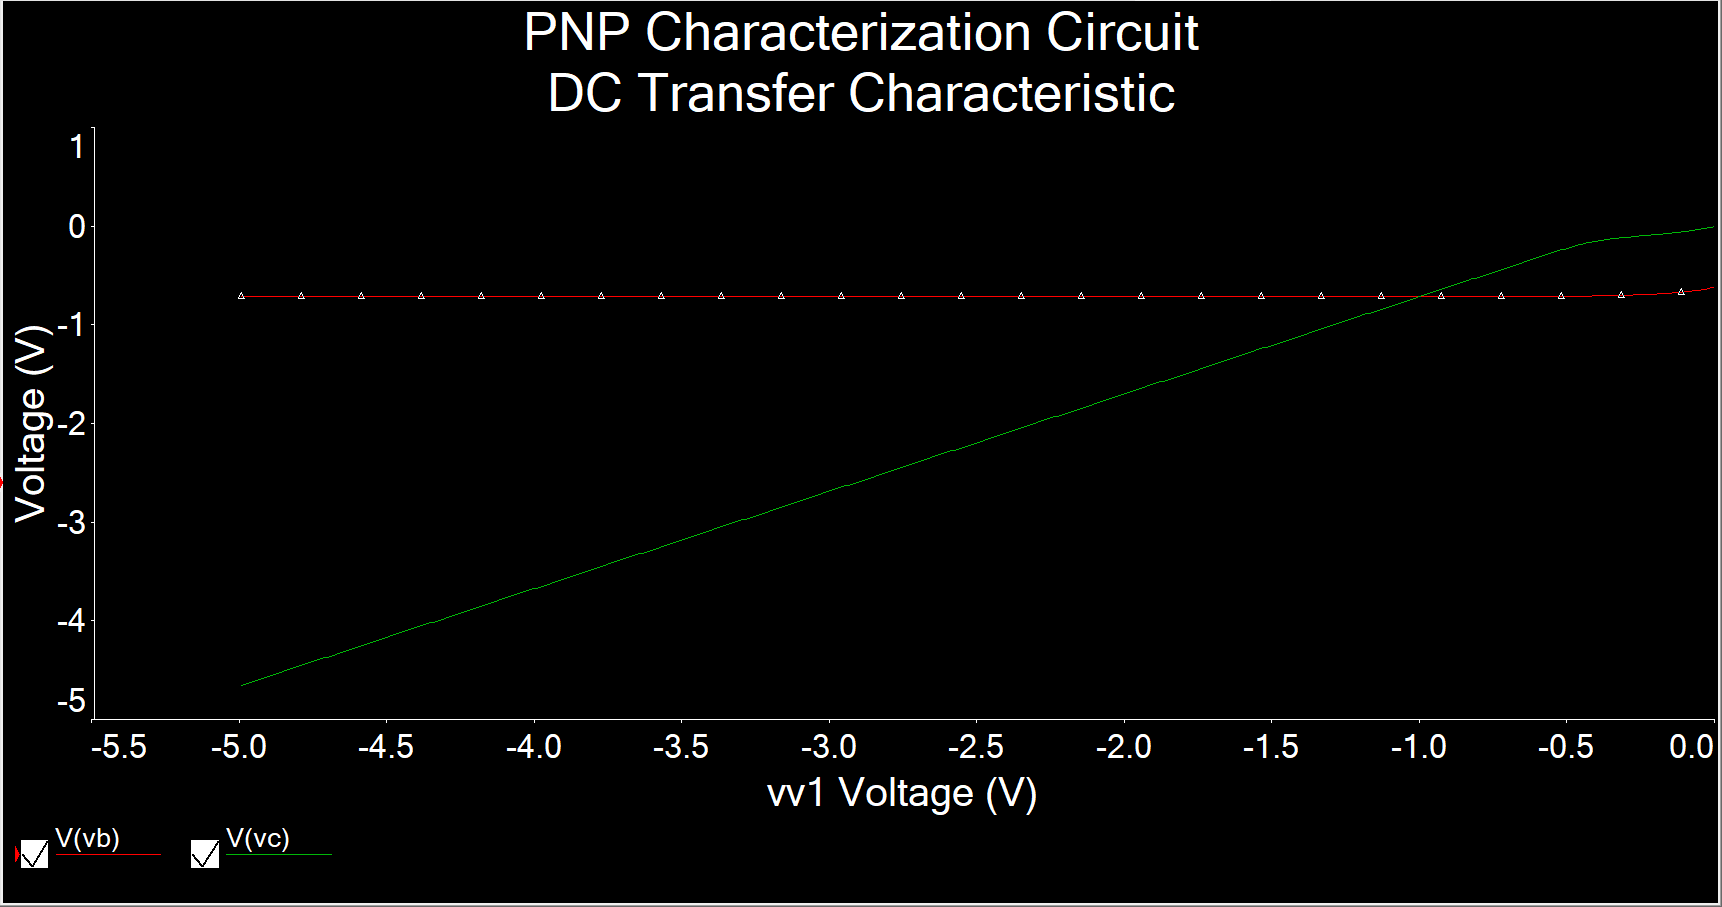 PNP Characterization Circuit
DC Transfer Characteristic
1
0
-1
-2
-3
-4
-5
Voltage (V)
-5.5 -5.0 -4.5 -4.0 -3.5 -3.0 -2.5 -2.0 -1.5 -1.0 -0.5 0.0
vv1 Voltage (V)
V(vb) V(vc)